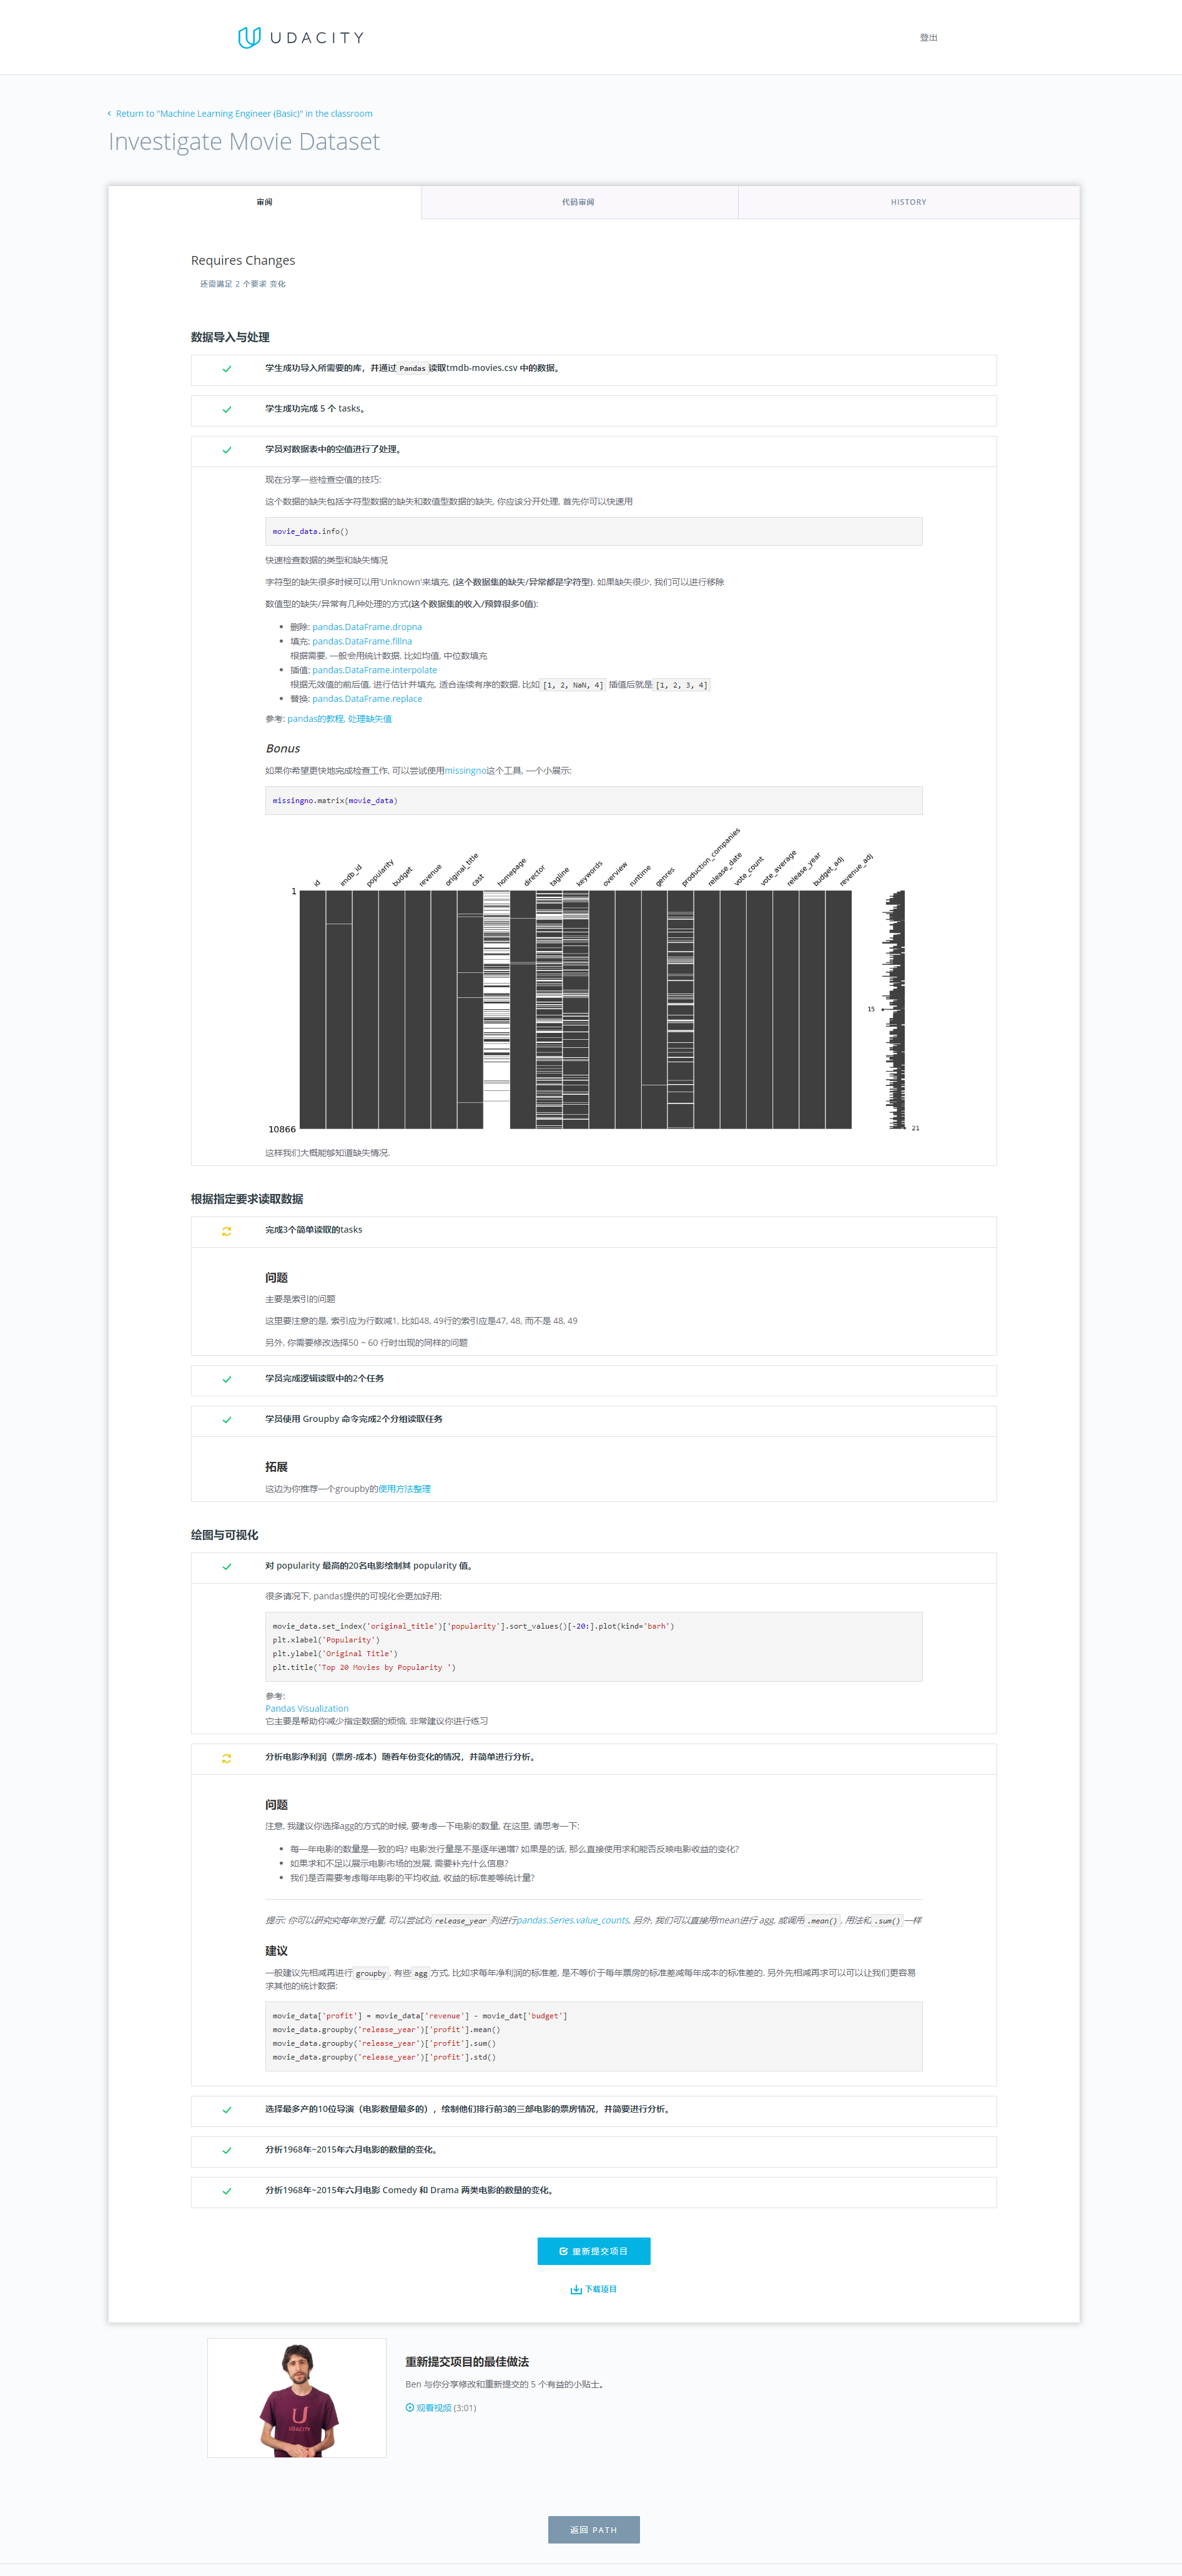 UDACITY
登出
Return to "Machine Learning Engineer (Basic)" in the classroom
Investigate Movie Dataset
审阅
代码审阅
HISTORY
Requires Changes
还需满足 2 个要求 变化
数据导入与处理
学生成功导入所需要的库，并通过 Pandas 读取tmdb-movies.csv 中的数据。
学生成功完成 5 个 tasks。
学员对数据表中的空值进行了处理。
现在分享一些检查空值的技巧:
这个数据的缺失包括字符型数据的缺失和数值型数据的缺失, 你应该分开处理, 首先你可以快速用
movie_data.info()
快速检查数据的类型和缺失情况
字符型的缺失很多时候可以用'Unknown'来填充, (这个数据集的缺失/异常都是字符型). 如果缺失很少, 我们可以进行移除
数值型的缺失/异常有几种处理的方式(这个数据集的收入/预算很多0值):
删除: pandas.DataFrame.dropna
填充: pandas.DataFrame.fillna
根据需要, 一般会用统计数据, 比如均值, 中位数填充
插值: pandas.DataFrame.interpolate
根据无效值的前后值, 进行估计并填充, 适合连续有序的数据, 比如 [1, 2, NaN, 4] 插值后就是 [1, 2, 3, 4]
替换: pandas.DataFrame.replace
参考: pandas的教程, 处理缺失值
Bonus
如果你希望更快地完成检查工作, 可以尝试使用missingno这个工具, 一个小展示:
missingno.matrix(movie_data)
id
imdb_id
popularity
budget
revenue
original_title
cast
homepage
director
tagline
keywords
overview
runtime
genres
production_companies
release_date
vote_count
vote_average
release_year
budget_adj
revenue_adj
1
15
10866
21
这样我们大概能够知道缺失情况.
根据指定要求读取数据
完成3个简单读取的tasks
问题
主要是索引的问题
这里要注意的是, 索引应为行数减1, 比如48, 49行的索引应是47, 48, 而不是 48, 49
另外, 你需要修改选择50 ~ 60 行时出现的同样的问题
学员完成逻辑读取中的2个任务
学员使用 Groupby 命令完成2个分组读取任务
拓展
这边为你推荐一个groupby的使用方法整理
绘图与可视化
对 popularity 最高的20名电影绘制其 popularity 值。
很多情况下, pandas提供的可视化会更加好用:
movie_data.set_index('original_title')['popularity'].sort_values()[-20:].plot(kind='barh')
plt.xlabel('Popularity')
plt.ylabel('Original Title')
plt.title('Top 20 Movies by Popularity ')
参考:
Pandas Visualization
它主要是帮助你减少指定数据的烦恼, 非常建议你进行练习
分析电影净利润（票房-成本）随着年份变化的情况，并简单进行分析。
问题
注意, 我建议你选择agg的方式的时候, 要考虑一下电影的数量, 在这里, 请思考一下:
每一年电影的数量是一致的吗? 电影发行量是不是逐年递增? 如果是的话, 那么直接使用求和能否反映电影收益的变化?
如果求和不足以展示电影市场的发展, 需要补充什么信息?
我们是否需要考虑每年电影的平均收益, 收益的标准差等统计量?
提示: 你可以研究究每年发行量, 可以尝试对 release_year 列进行pandas.Series.value_counts, 另外, 我们可以直接用mean进行 agg, 或调用 .mean() , 用法和 .sum() 一样
建议
一般建议先相减再进行 groupby , 有些 agg 方式, 比如求每年净利润的标准差, 是不等价于每年票房的标准差减每年成本的标准差的. 另外先相减再求可以可以让我们更容易
求其他的统计数据:
movie_data['profit'] = movie_data['revenue'] - movie_dat['budget']
movie_data.groupby('release_year')['profit'].mean()
movie_data.groupby('release_year')['profit'].sum()
movie_data.groupby('release_year')['profit'].std()
选择最多产的10位导演（电影数量最多的），绘制他们排行前3的三部电影的票房情况，并简要进行分析。
分析1968年~2015年六月电影的数量的变化。
分析1968年~2015年六月电影 Comedy 和 Drama 两类电影的数量的变化。
重新提交项目
下载项目
UDACITY
重新提交项目的最佳做法
Ben 与你分享修改和重新提交的 5 个有益的小贴士。
观看视频 (3:01)
返回 PATH